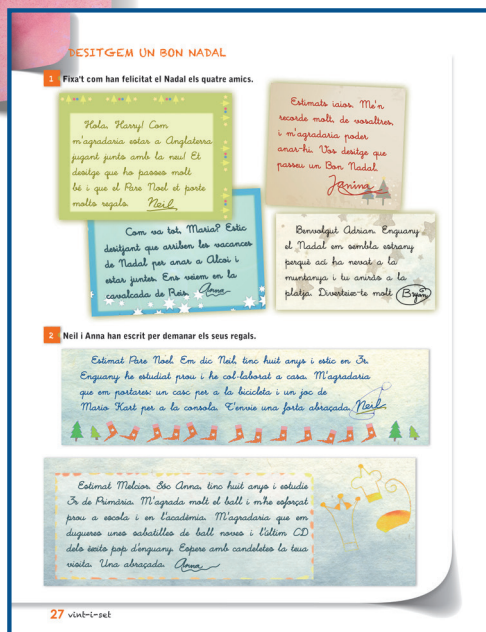 DESITGEM UN BON NADAL
1 Fixa't com han felicitat el Nadal els quatre amics.
Hola, Harry! Com
m'agradaria estar a Anglaterra
jugant junts amb la neu! Et
desitge que ho passes molt
bé i que el Pare Noel et porte
molts regals. Neil
Estimats iaios. Me'n
recorde molt, de vosaltres,
i m'agradaria poder
anar-hi. Vos desitge que
passeu un Bon Nadal.
Janina
Com va tot, Maria? Estic
desitjant que arriben les vacances
de Nadal per anar a Alcoi i
estar juntes. Ens veiem en la
cavalcada de Reis. Anna
Benvolgut Adrian. Enguany
el Nadal em sembla estrany
perquè ací ha nevat a la
muntanya i tu aniràs a la
platja. Diverteix-te molt. Bryan
2 Neil i Anna han escrit per demanar els seus regals.
Estimat Pare Noel. Em dic Neil, tinc huit anys i estic en 3r.
Enguany he estudiat prou i he col·laborat a casa. M'agradaria
que em portares: un casc per a la bicicleta i un joc de
Mario Kart per a la consola. T'envie una forta abraçada. Neil
Estimat Melcior. Sóc Anna, tinc huit anys i estudie
3r de Primària. M'agrada molt el ball i m'he esforçat
prou a escola i en l'acadèmia. M'agradaria que em
dugueres unes sabatilles de ball noves i l'últim CD
dels èxits pop d'enguany. Espere amb candeletes la teua
visita. Una abraçada. Anna
27 vint-i-set